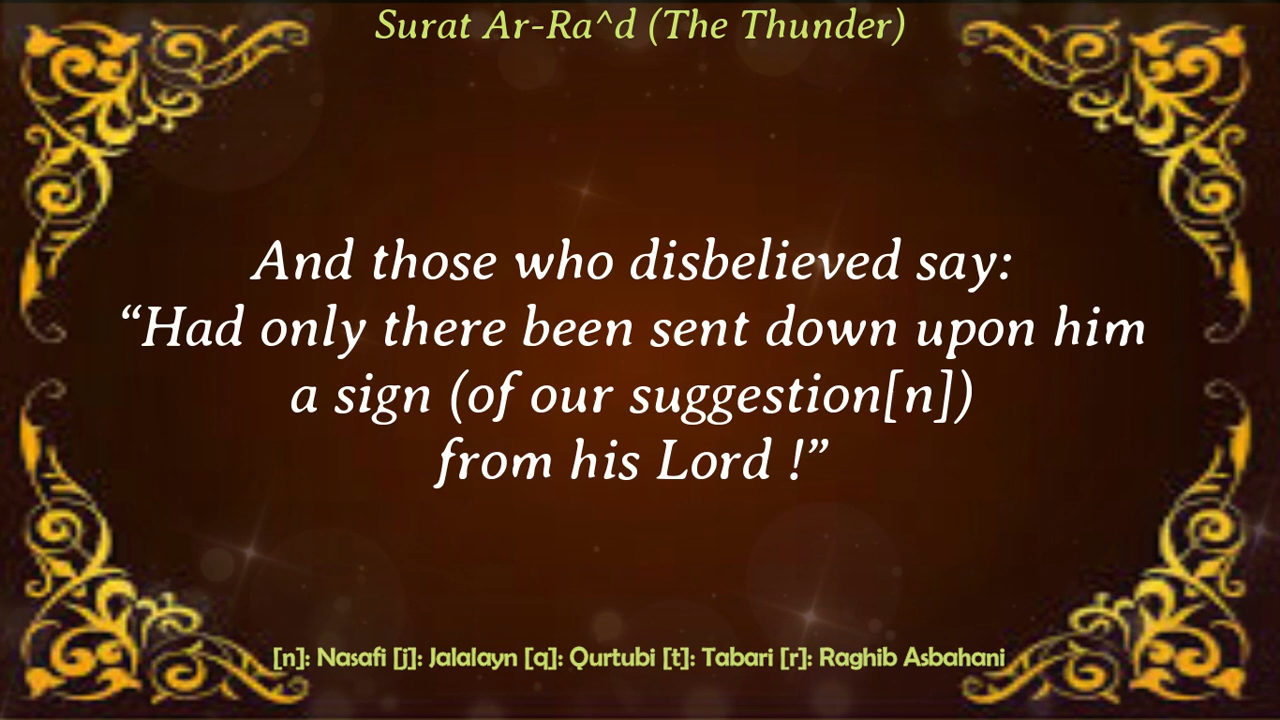 Surat Ar-Ra^d (The Thunder)
And those who disbelieved say:
“Had only there been sent down upon him
a sign (of our suggestion[n])
from his Lord !”
[n]: Nasafi [j]: Jalalayn [q]: Qurtubi [t]: Tabari [r]: Raghib Asbahani